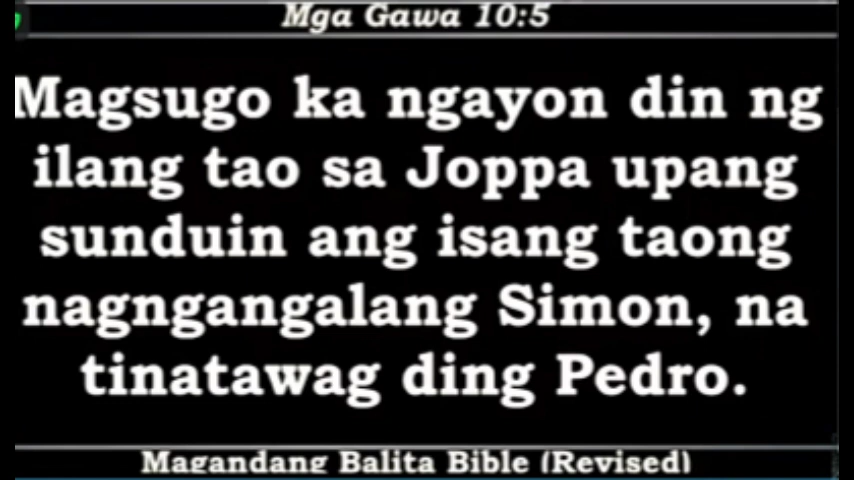 Mga Gawa 10:5
Magsugo ka ngayon din ng
ilang tao sa Joppa upang
sunduin ang isang taong
nagngangalang Simon, na
tinatawag ding Pedro.
Magandang Balita Bible (Revised)